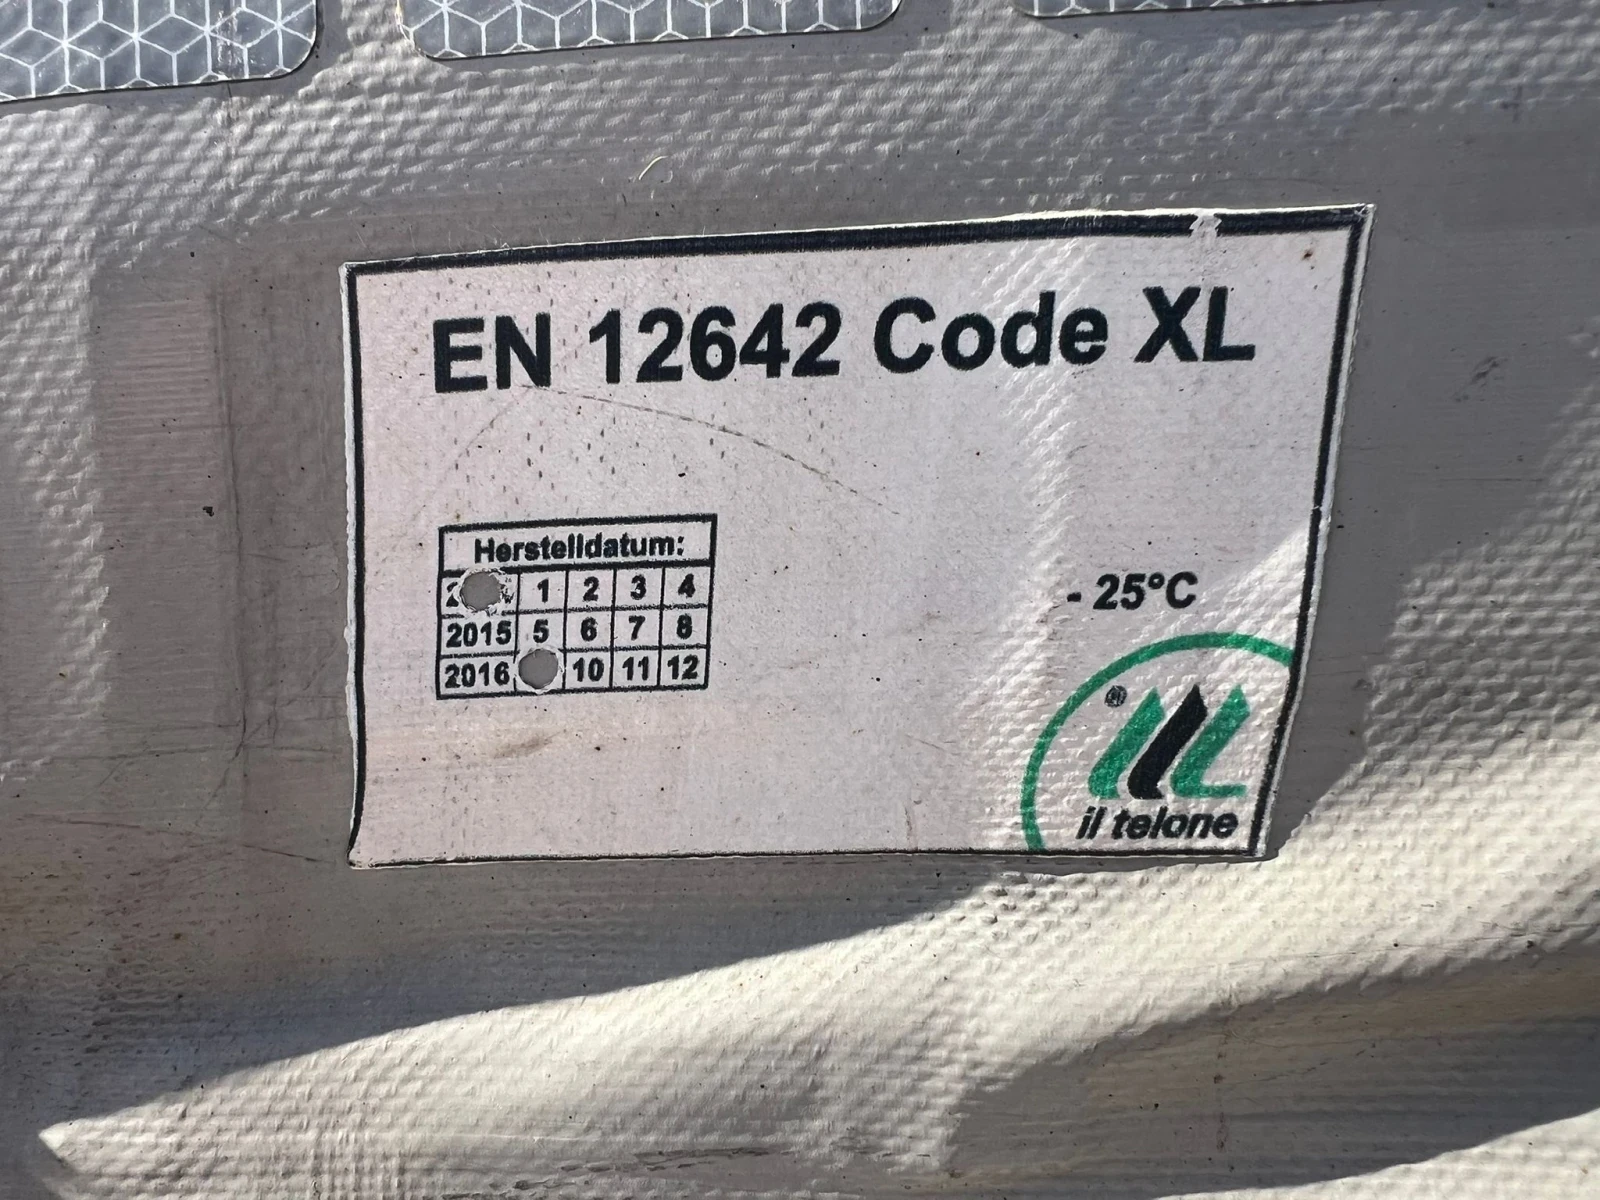 EN 12642 Code XL
Herstelldatum:
1 2 3 4
2015 5 6 7 8
2016 10 11 12
- 25°C
®
il telone